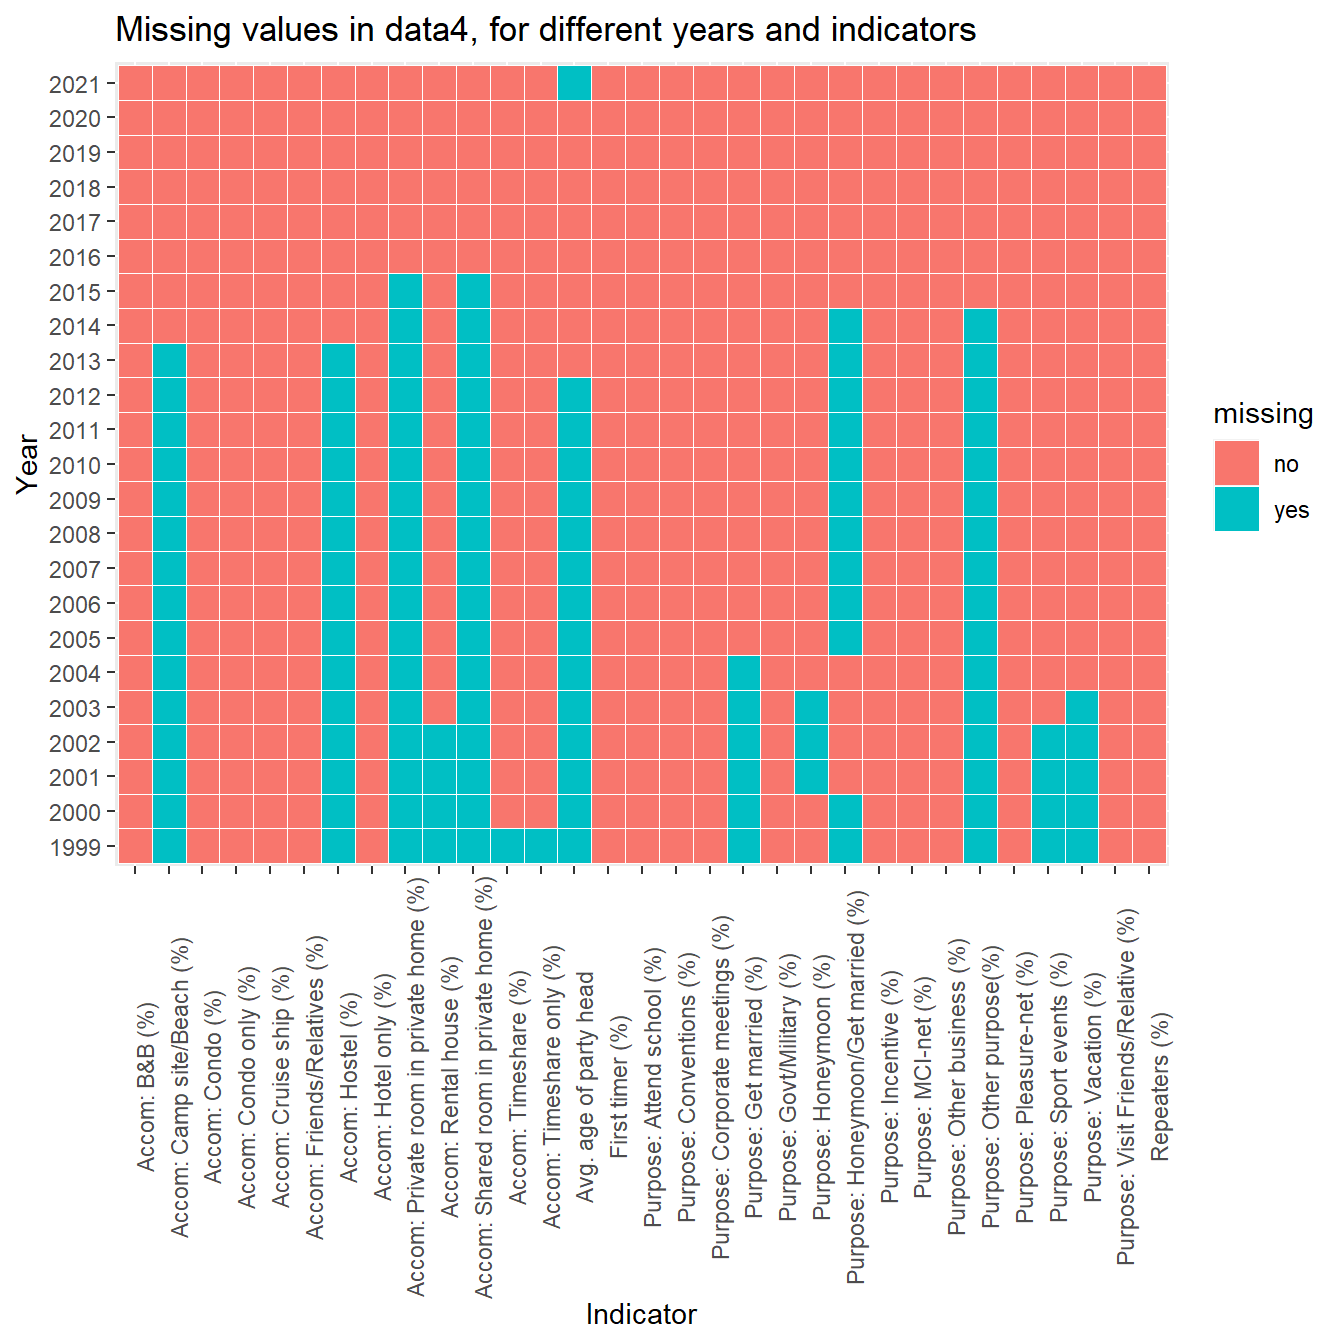 Missing values in data4, for different years and indicators
2021
2020
2019
2018
2017
2016
2015
2014
2013
2012
2011
2010
2009
2008
2007
2006
2005
2004
2003
2002
2001
2000
1999
Year
Accom: B&B (%)
Accom: Camp site/Beach (%)
Accom: Condo (%)
Accom: Condo only (%)
Accom: Cruise ship (%)
Accom: Friends/Relatives (%)
Accom: Hostel (%)
Accom: Hotel only (%)
Accom: Private room in private home (%)
Accom: Rental house (%)
Accom: Shared room in private home (%)
Accom: Timeshare (%)
Accom: Timeshare only (%)
Avg. age of party head
First timer (%)
Purpose: Attend school (%)
Purpose: Conventions (%)
Purpose: Corporate meetings (%)
Purpose: Get married (%)
Purpose: Govt/Military (%)
Purpose: Honeymoon (%)
Purpose: Honeymoon/Get married (%)
Purpose: Incentive (%)
Purpose: MCI-net (%)
Purpose: Other business (%)
Purpose: Other purpose(%)
Purpose: Pleasure-net (%)
Purpose: Sport events (%)
Purpose: Vacation (%)
Purpose: Visit Friends/Relative (%)
Repeaters (%)
Indicator
missing
no
yes